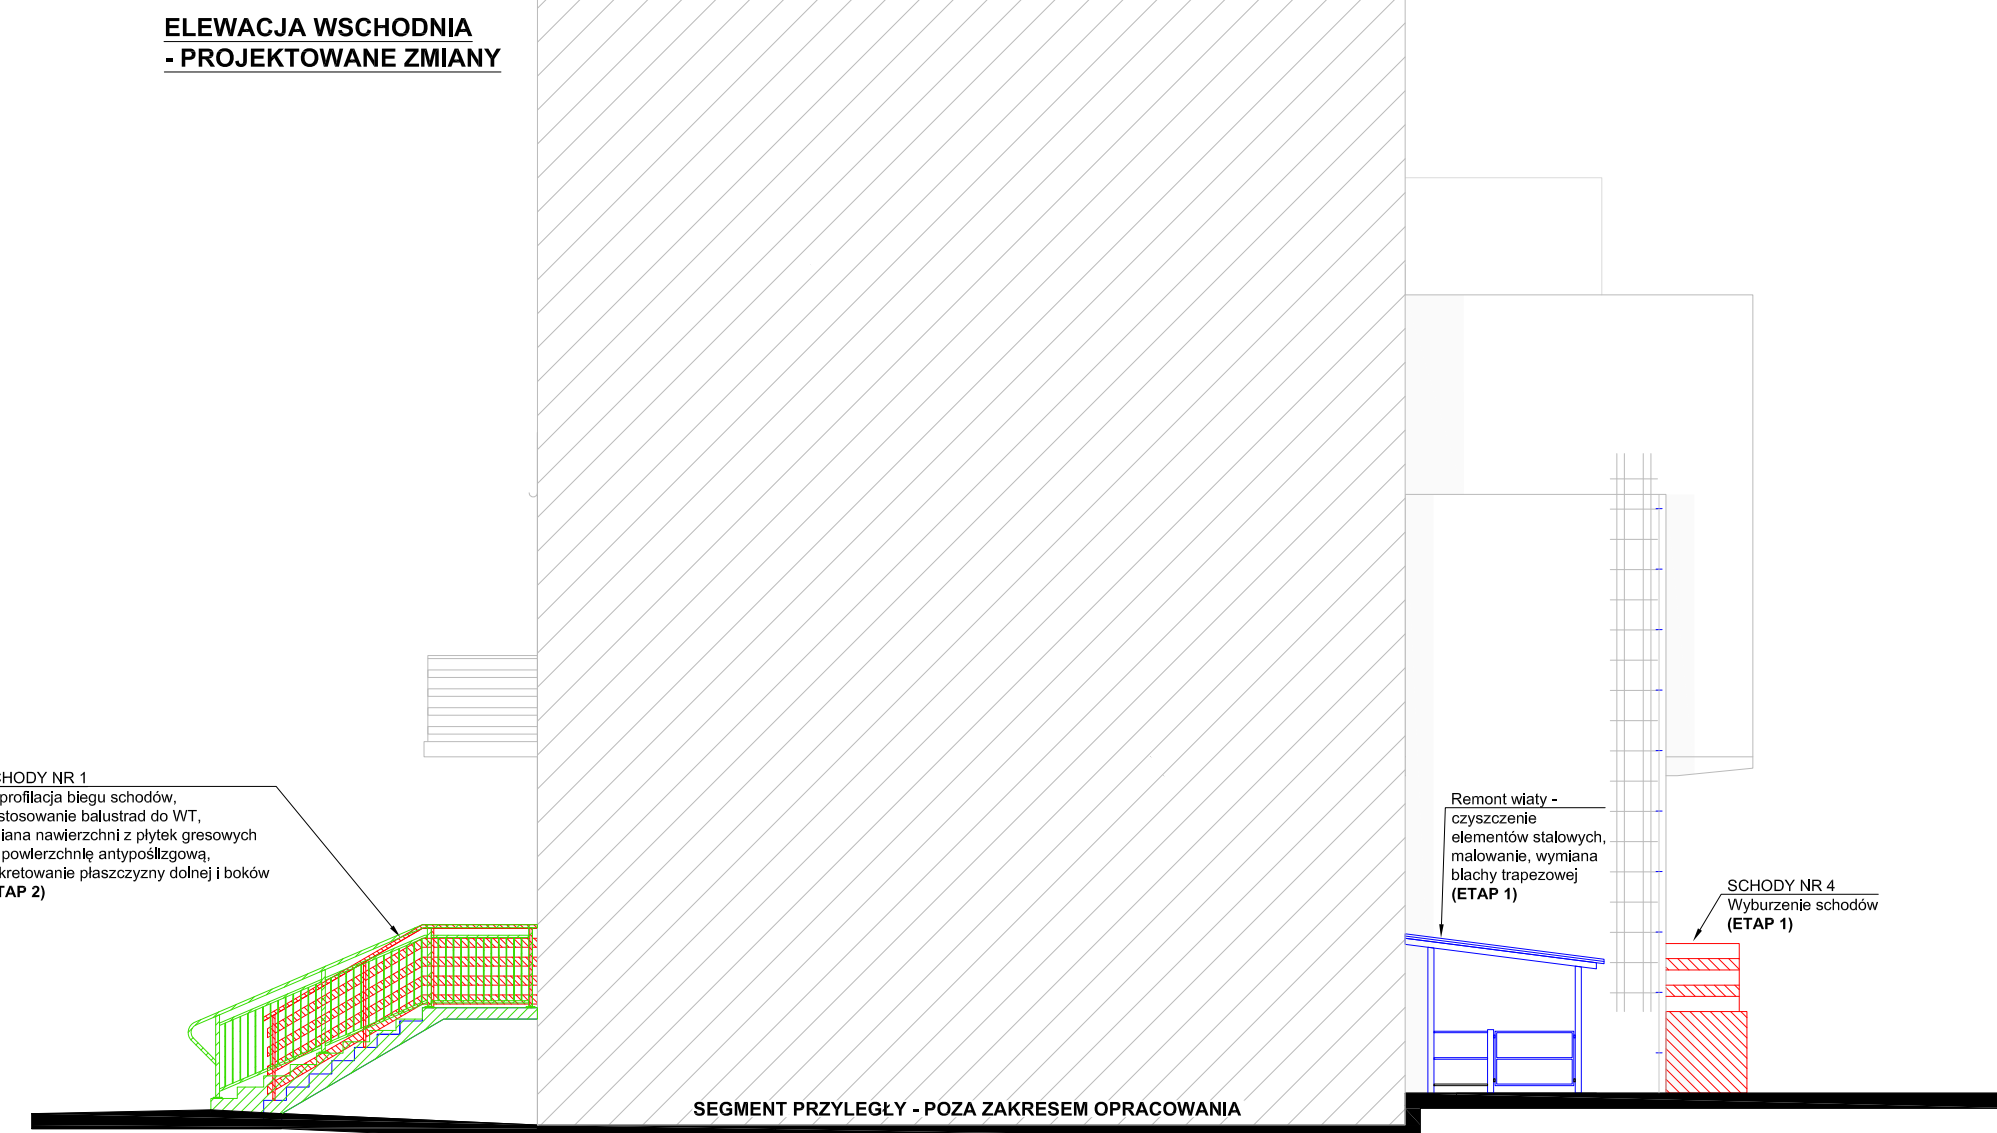 ELEWACJA WSCHODNIA
- PROJEKTOWANE ZMIANY
CHODY NR 1
profilacja biegu schodów,
stosowanie balustrad do WT,
iana nawierzchni z płytek gresowych
powierzchnię antypoślizgową,
kretowanie płaszczyzny dolnej i boków
TAP 2)
Remont wiaty -
czyszczenie
elementów stalowych,
malowanie, wymiana
blachy trapezowej
(ETAP 1)
SCHODY NR 4
Wyburzenie schodów
(ETAP 1)
SEGMENT PRZYLEGŁY - POZA ZAKRESEM OPRACOWANIA